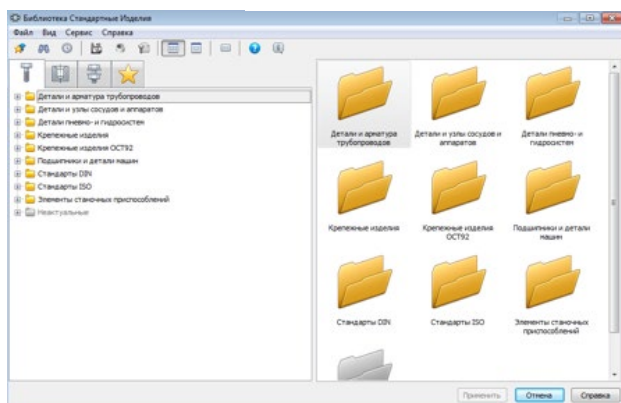 Библиотека Стандартные Изделия
Файл Вид Сервис Справка
Детали и арматура трубопроводов
Детали и узлы сосудов и аппаратов
Детали пневмо- и гидросистем
Крепежные изделия
Крепежные изделия ОСТ92
Подшипники и детали машин
Стандарты DIN
Стандарты ISO
Элементы станочных приспособлений
Неактуальные
Детали и арматура
трубопроводов
Детали и узлы сосудов и
аппаратов
Детали пневмо- и
гидросистем
Крепежные изделия
Крепежные изделия
ОСТ92
Подшипники и детали
машин
Стандарты DIN
Стандарты ISO
Элементы станочных
приспособлений
Применить Отмена Справка